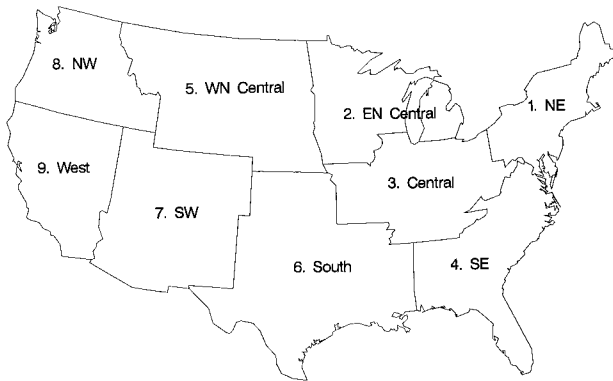 8. NW
5. WN Central
2. EN Central
1. NE
9. West
3. Central
7. SW
6. South
4. SE